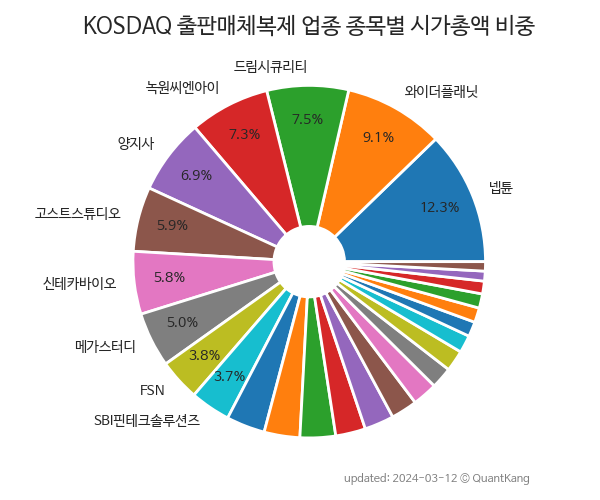 KOSDAQ 출판매체복제 업종 종목별 시가총액 비중
드림시큐리티
녹원씨엔아이
와이더플래닛
7.5%
7.3%
9.1%
양지사
6.9%
넵튠
12.3%
고스트스튜디오
5.9%
신테카바이오
5.8%
5.0%
메가스터디
3.8%
3.7%
FSN
SBI핀테크솔루션즈
updated: 2024-03-12 © QuantKang